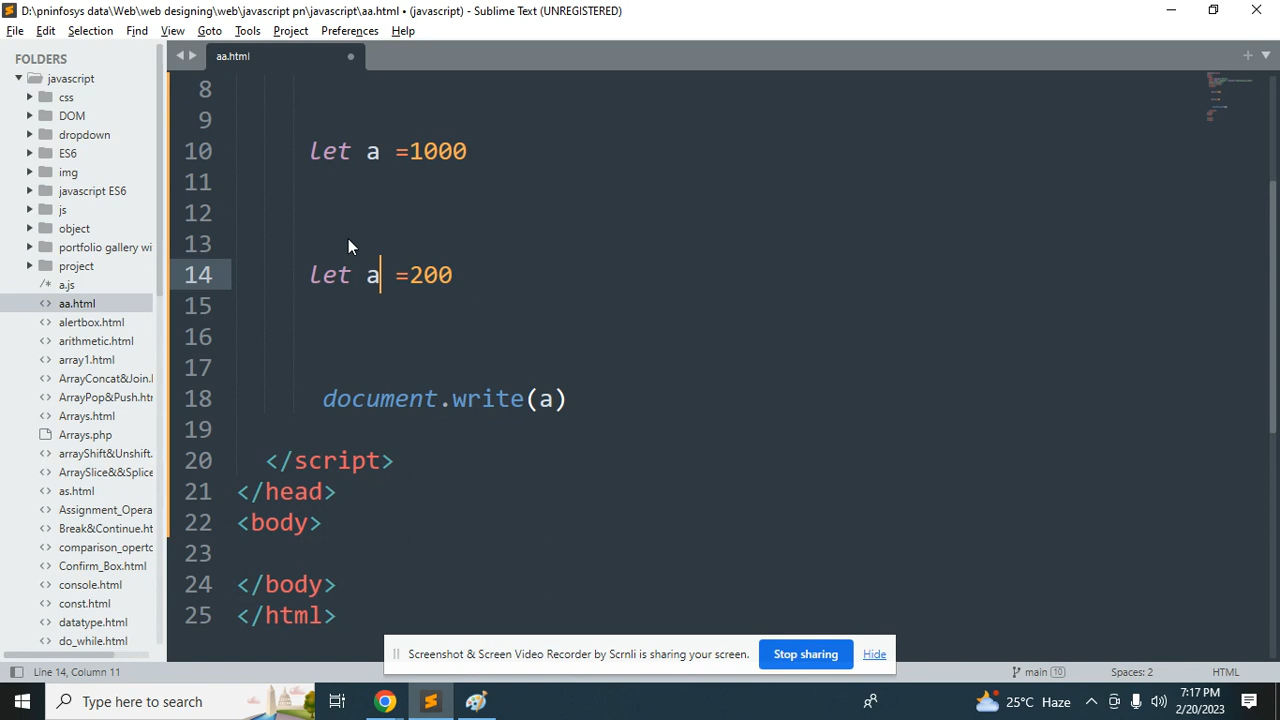 D:\pninfosys data\Web\web designing\web\javascript pn\javascript\aa.html • (javascript) - Sublime Text (UNREGISTERED)
File Edit Selection Find View Goto Tools Project Preferences Help
FOLDERS
javascript
css
DOM
dropdown
ES6
img
javascript ES6
js
object
portfolio gallery wi
project
a.js
aa.html
alertbox.html
arithmetic.html
array1.html
ArrayConcat&Join.l
ArrayPop&Push.htr
Arrays.html
Arrays.php
arrayShift&Unshift.
ArraySlice&&Splice
as.html
Assignment_Opera
Break&Continue.ht
comparison_operto
Confirm_Box.html
console.html
const.html
datatype.html
do_while.html
aa.html
8
9
10 let a =1000
11
12
13
14 let a =200
15
16
17
18 document.write(a)
19
20 </script>
21 </head>
22 <body>
23
24 </body>
25 </html>
Screenshot & Screen Video Recorder by Scrnli is sharing your screen. Stop sharing Hide
Line 14, Column 11 main 10 Spaces: 2 HTML
Type here to search 25°C Haze 7:17 PM
2/20/2023